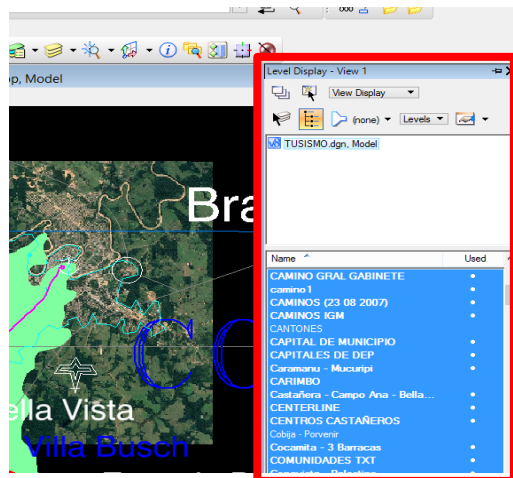 op, Model
Level Display - View 1
View Display
(none) Levels
TUSISMO.dgn, Model
Name Used
CAMINO GRAL GABINETE
camino1
CAMINOS (23 08 2007)
CAMINOS IGM
CANTONES
CAPITAL DE MUNICIPIO
CAPITALES DE DEP
Caramanu - Mucuripi
CARIMBO
Castañera - Campo Ana - Bella...
CENTERLINE
CENTROS CASTAÑEROS
Cobija - Porvenir
Cocamita - 3 Barracas
COMUNIDADES TXT
Bra
CO
ella Vista
Villa Busch